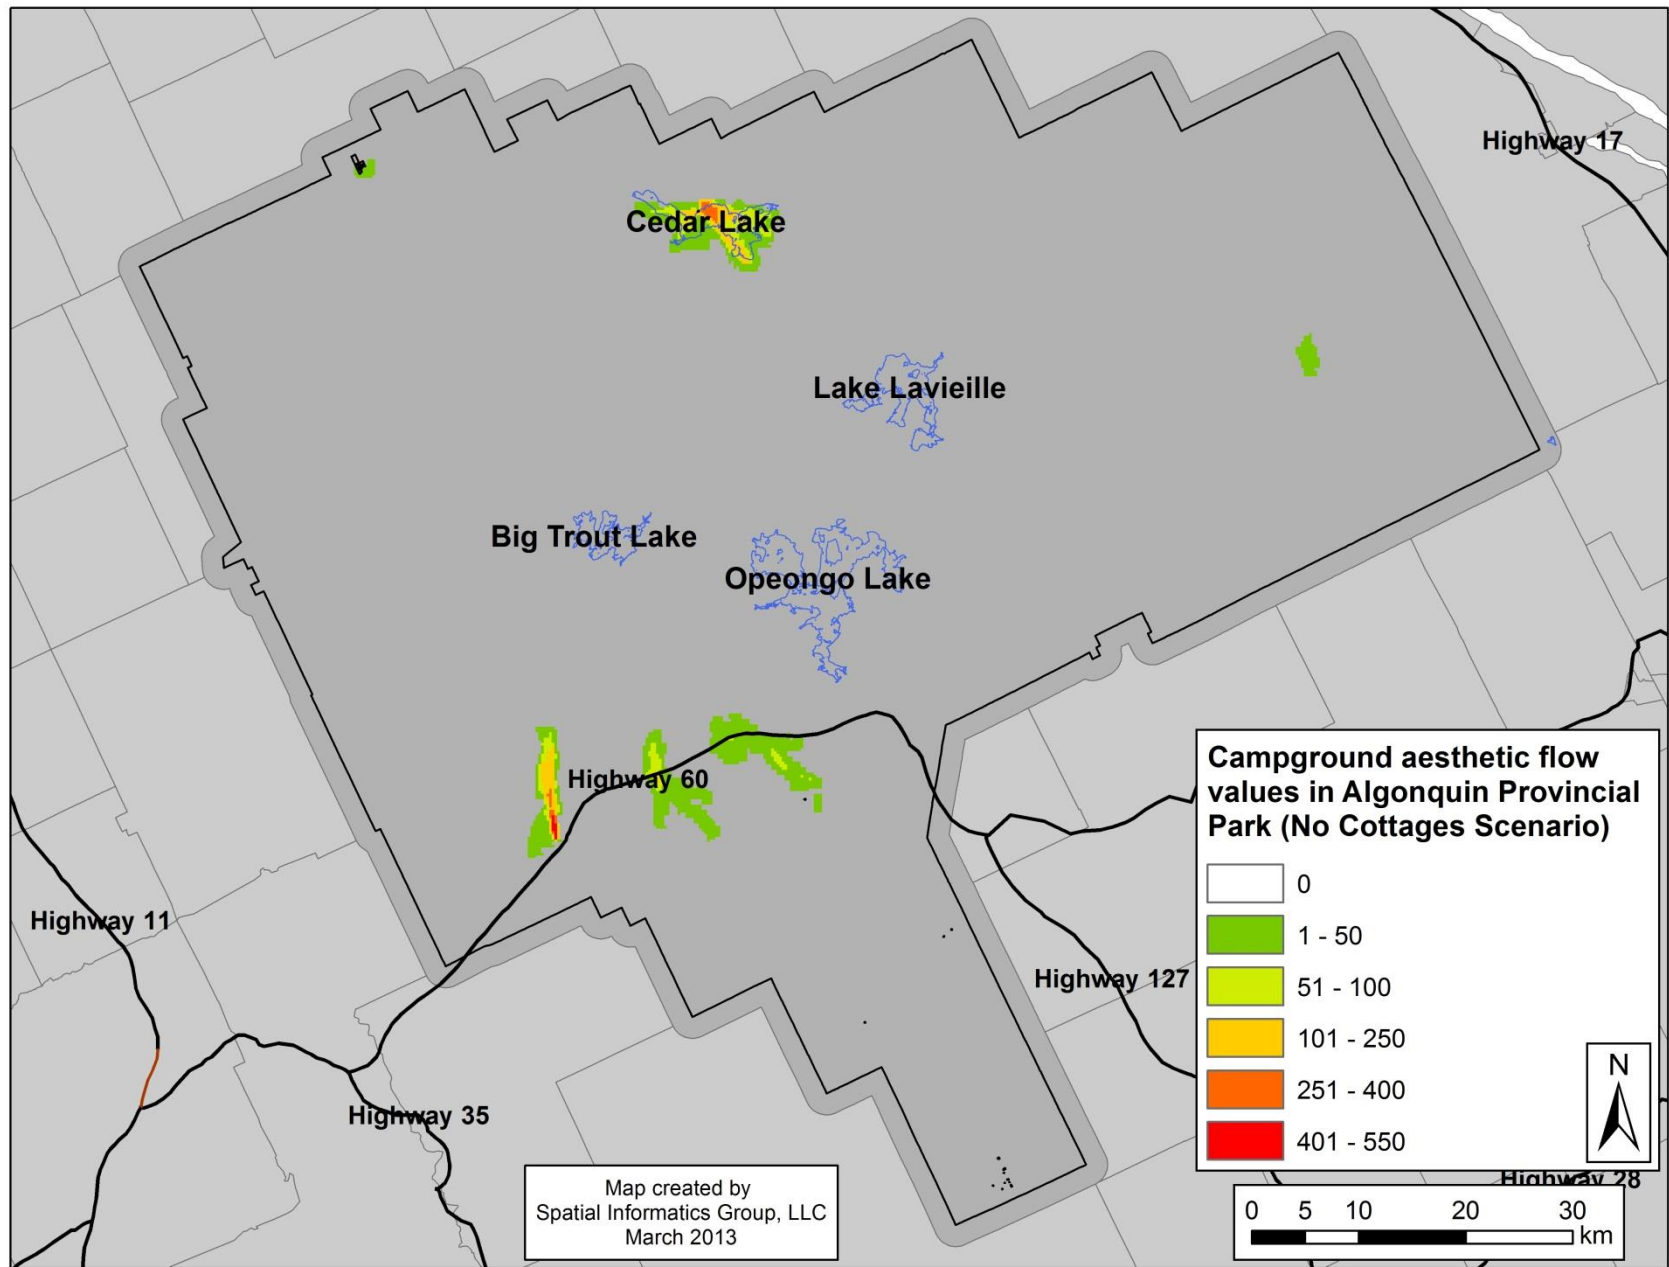 Highway 17
Cedar Lake
Lake Lavieille
Big Trout Lake
Opeongo Lake
Highway 60
Highway 11
Highway 127
Highway 35
Highway 28
Campground aesthetic flow
values in Algonquin Provincial
Park (No Cottages Scenario)
0
1 - 50
51 - 100
101 - 250
251 - 400
401 - 550
N
Map created by
Spatial Informatics Group, LLC
March 2013
0 5 10 20 30
km